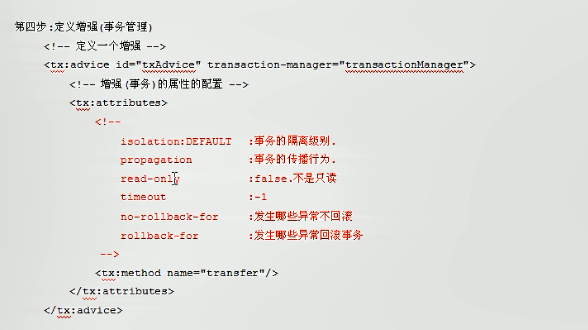 第四步:定义增强(事务管理)
<!-- 定义一个增强 -->
<tx:advice id="txAdvice" transaction-manager="transactionManager">
<!-- 增强(事务)的属性的配置 -->
<tx:attributes>
<!--
isolation:DEFAULT :事务的隔离级别.
propagation :事务的传播行为.
read-only :false.不是只读
timeout :-1
no-rollback-for :发生哪些异常不回滚
rollback-for :发生哪些异常回滚事务
-->
<tx:method name="transfer"/>
</tx:attributes>
</tx:advice>